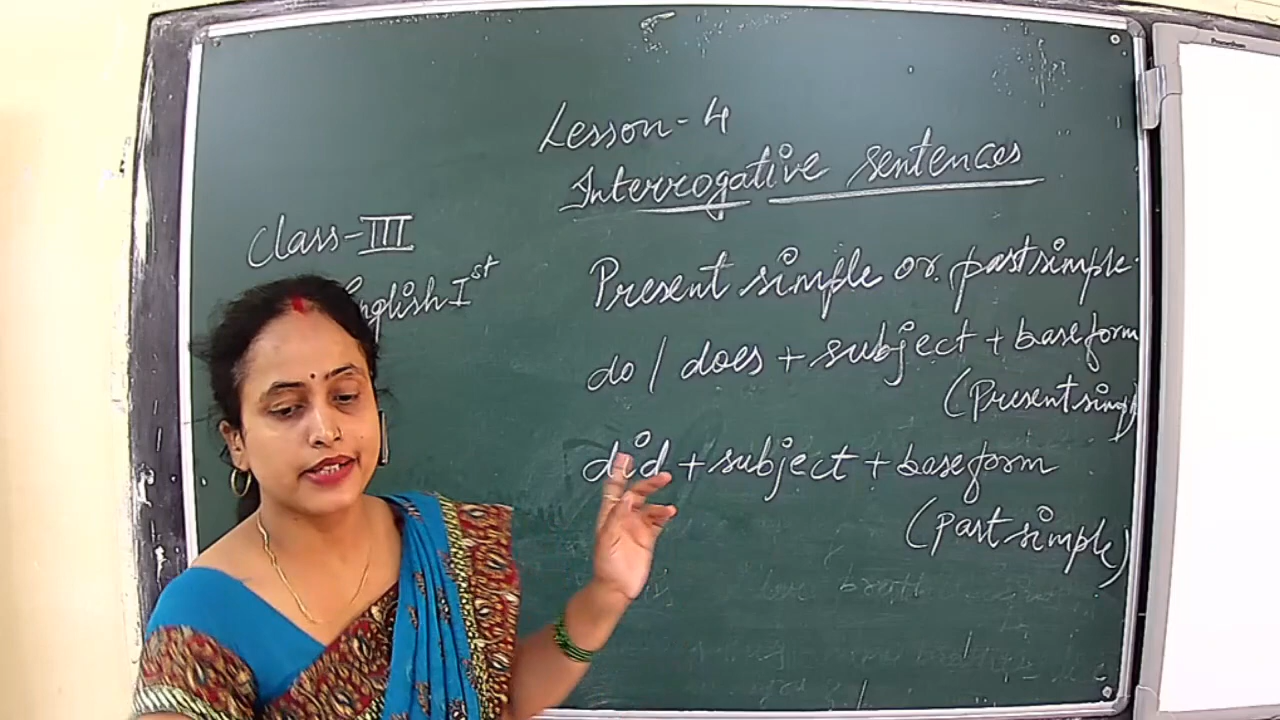 Lesson-4
Interrogative sentences
Class-III
English Ist
Present simple or past simple
do / does + subject + base form
(Present simple
did + subject + base form
(Past simple)